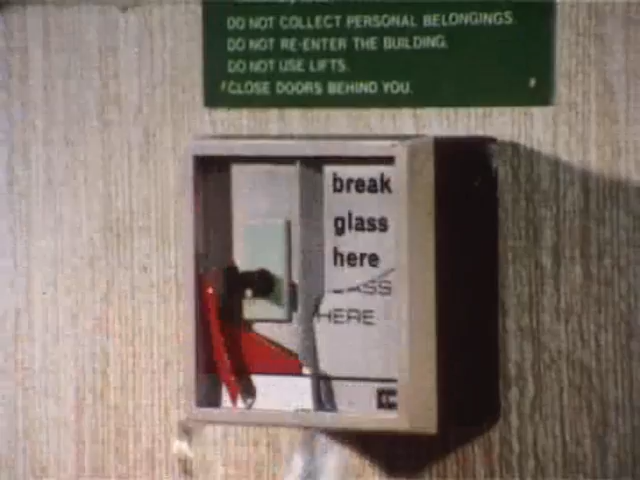 DO NOT COLLECT PERSONAL BELONGINGS.
DO NOT RE-ENTER THE BUILDING.
DO NOT USE LIFTS.
CLOSE DOORS BEHIND YOU.
break
glass
here
HERE